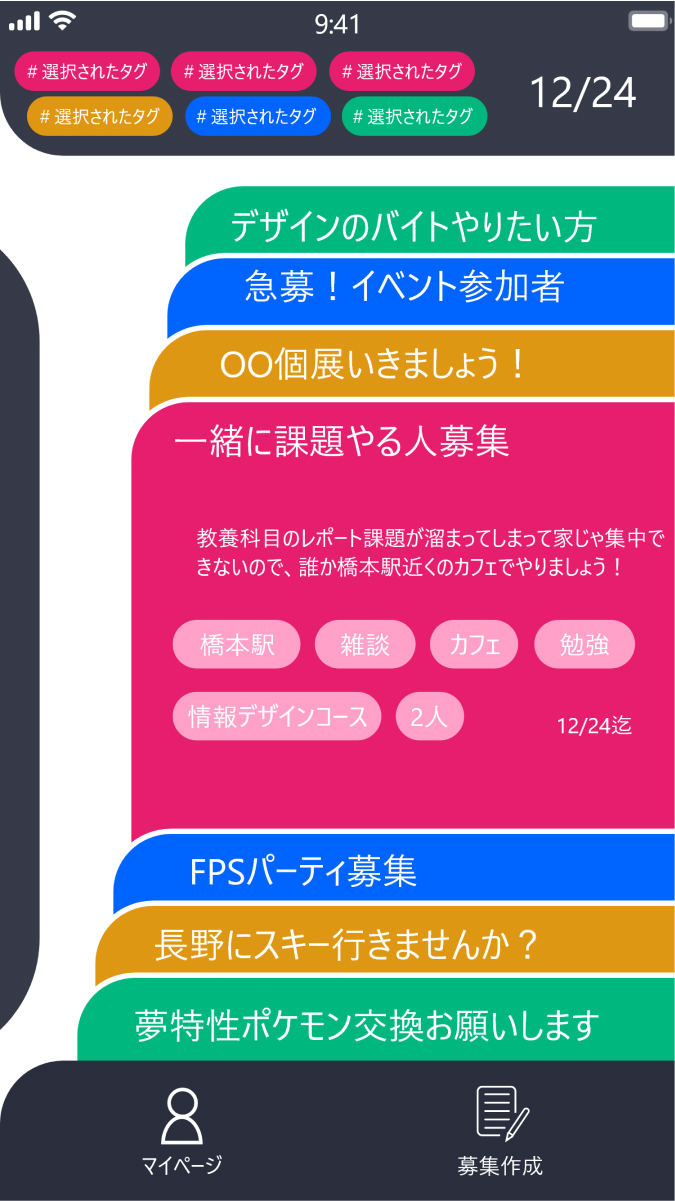 9:41
# 選択されたタグ # 選択されたタグ # 選択されたタグ
# 選択されたタグ # 選択されたタグ # 選択されたタグ
12/24
デザインのバイトやりたい方
急募！イベント参加者
〇〇個展いきましょう！
一緒に課題やる人募集
教養科目のレポート課題が溜まってしまって家じゃ集中で
きないので、誰か橋本駅近くのカフェでやりましょう！
橋本駅 雑談 カフェ 勉強
情報デザインコース 2人
12/24迄
FPSパーティ募集
長野にスキー行きませんか？
夢特性ポケモン交換お願いします
マイページ 募集作成